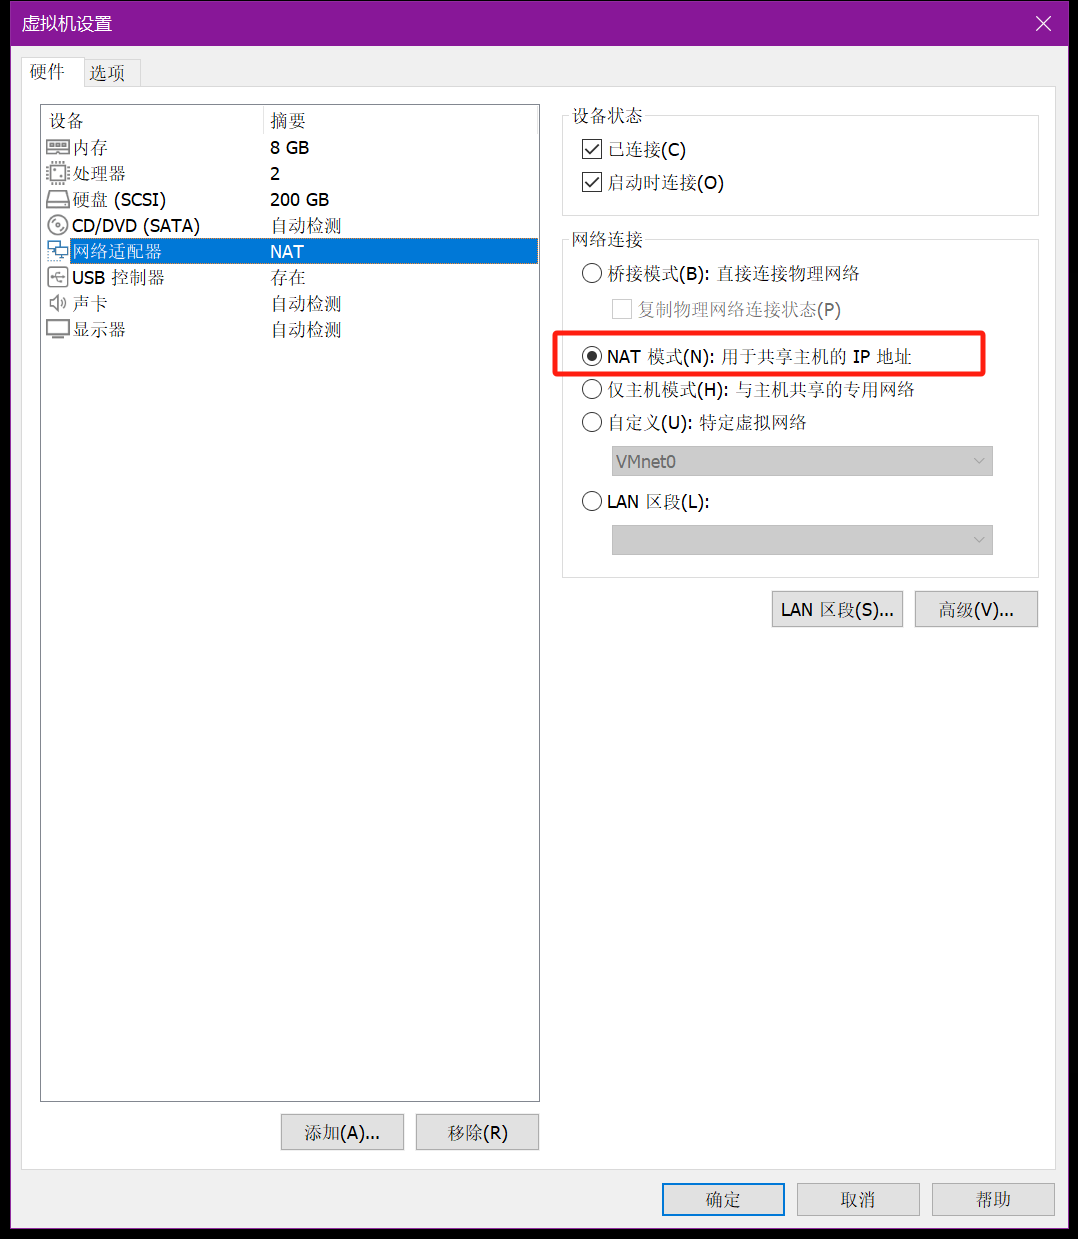 虚拟机设置
硬件 选项
设备 摘要
内存 8 GB
处理器 2
硬盘 (SCSI) 200 GB
CD/DVD (SATA) 自动检测
网络适配器 NAT
USB 控制器 存在
声卡 自动检测
显示器 自动检测
添加(A)... 移除(R)
设备状态
已连接(C)
启动时连接(O)
网络连接
桥接模式(B): 直接连接物理网络
复制物理网络连接状态(P)
NAT 模式(N): 用于共享主机的 IP 地址
仅主机模式(H): 与主机共享的专用网络
自定义(U): 特定虚拟网络
VMnet0
LAN 区段(L):
LAN 区段(S)... 高级(V)...
确定 取消 帮助